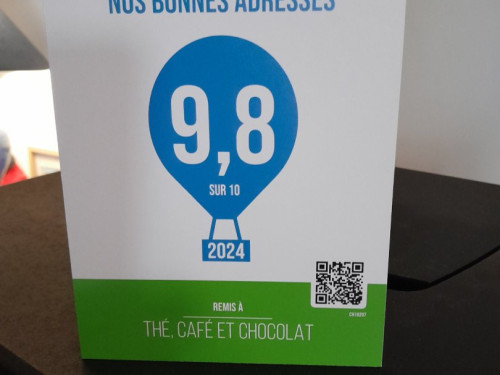 NOS BONNES ADRESSES
9,8
SUR 10
2024
REMIS À
THÉ, CAFÉ ET CHOCOLAT